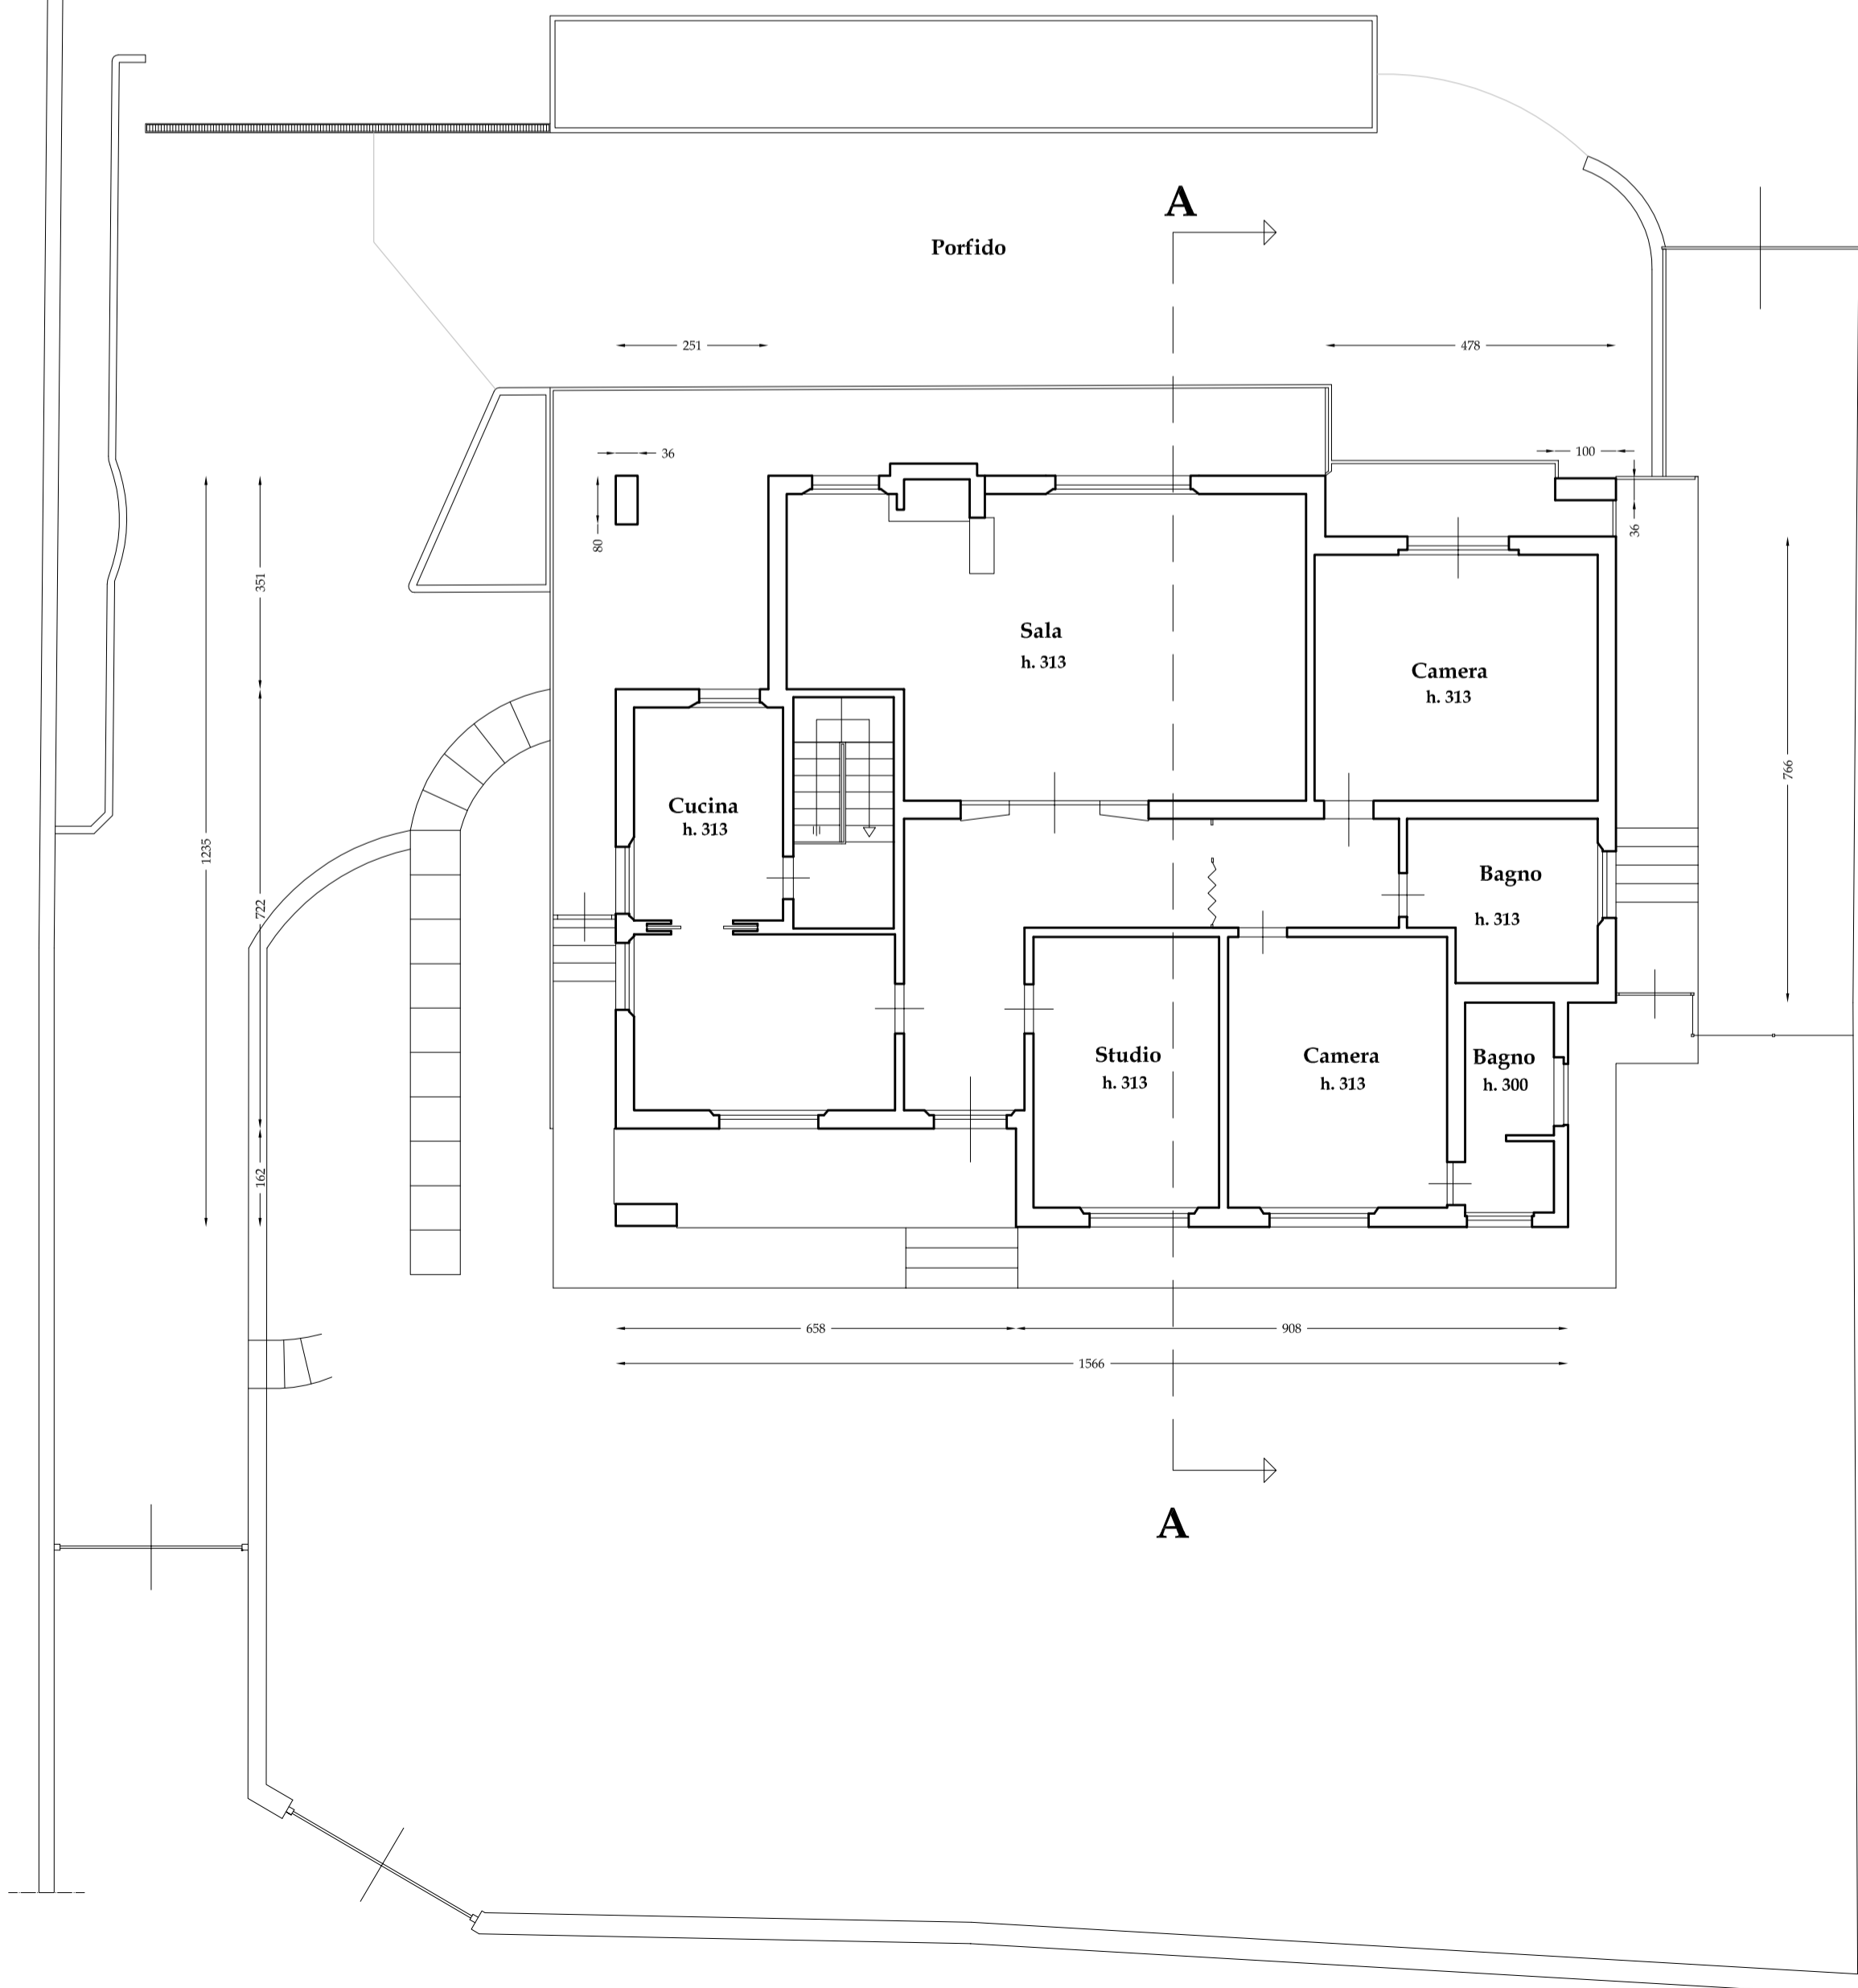 A
Porfido
251
478
36
100
80
36
351
Sala
h. 313
Camera
h. 313
766
Cucina
h. 313
1235
Bagno
h. 313
722
Studio
h. 313
Camera
h. 313
Bagno
h. 300
162
658
908
1566
A